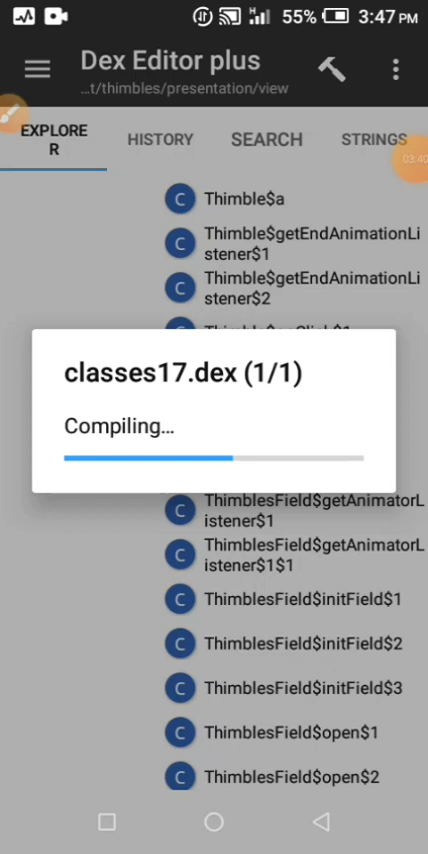 55% 3:47 PM
Dex Editor plus
...t/thimbles/presentation/view
EXPLORE
R
HISTORY
SEARCH
STRINGS
03:40
C Thimble$a
C Thimble$getEndAnimationLi
stener$1
C Thimble$getEndAnimationLi
stener$2
classes17.dex (1/1)
Compiling...
C ThimblesField$getAnimatorL
istener$1
C ThimblesField$getAnimatorL
istener$1$1
C ThimblesField$initField$1
C ThimblesField$initField$2
C ThimblesField$initField$3
C ThimblesField$open$1
C ThimblesField$open$2